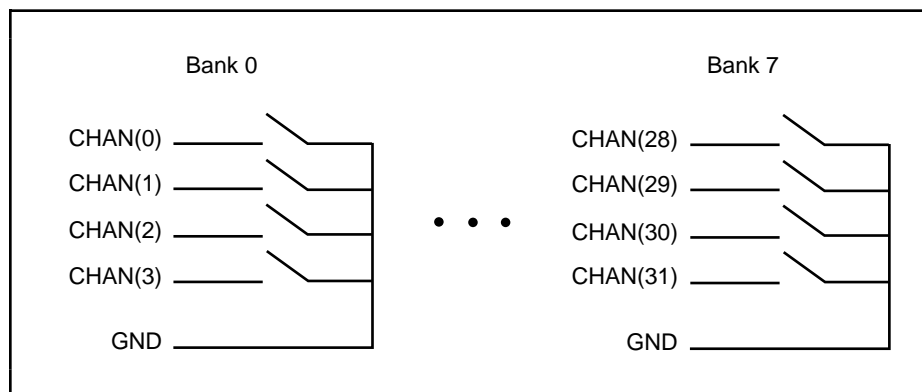 Bank 0
CHAN(0)
CHAN(1)
CHAN(2)
CHAN(3)
GND
Bank 7
CHAN(28)
CHAN(29)
CHAN(30)
CHAN(31)
GND